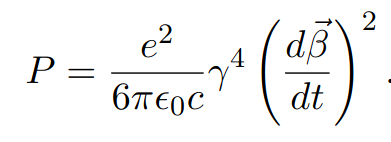 $P = \frac{e^2}{6\pi\epsilon_0 c} \gamma^4 \left( \frac{d\vec{\beta}}{dt} \right)^2 .$